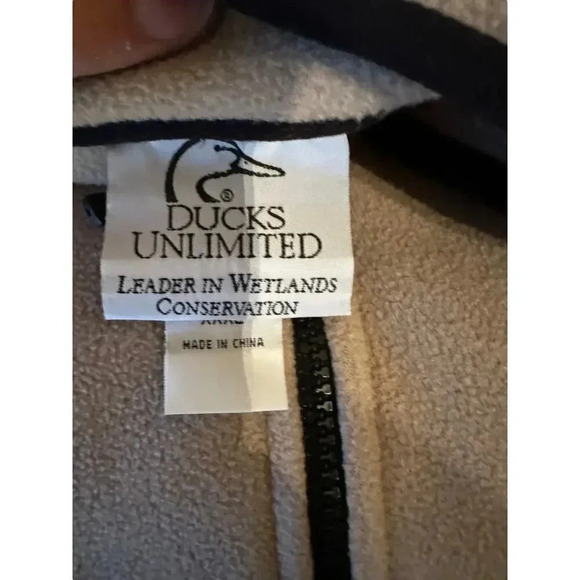 ®
DUCKS
UNLIMITED
LEADER IN WETLANDS
CONSERVATION
MADE IN CHINA